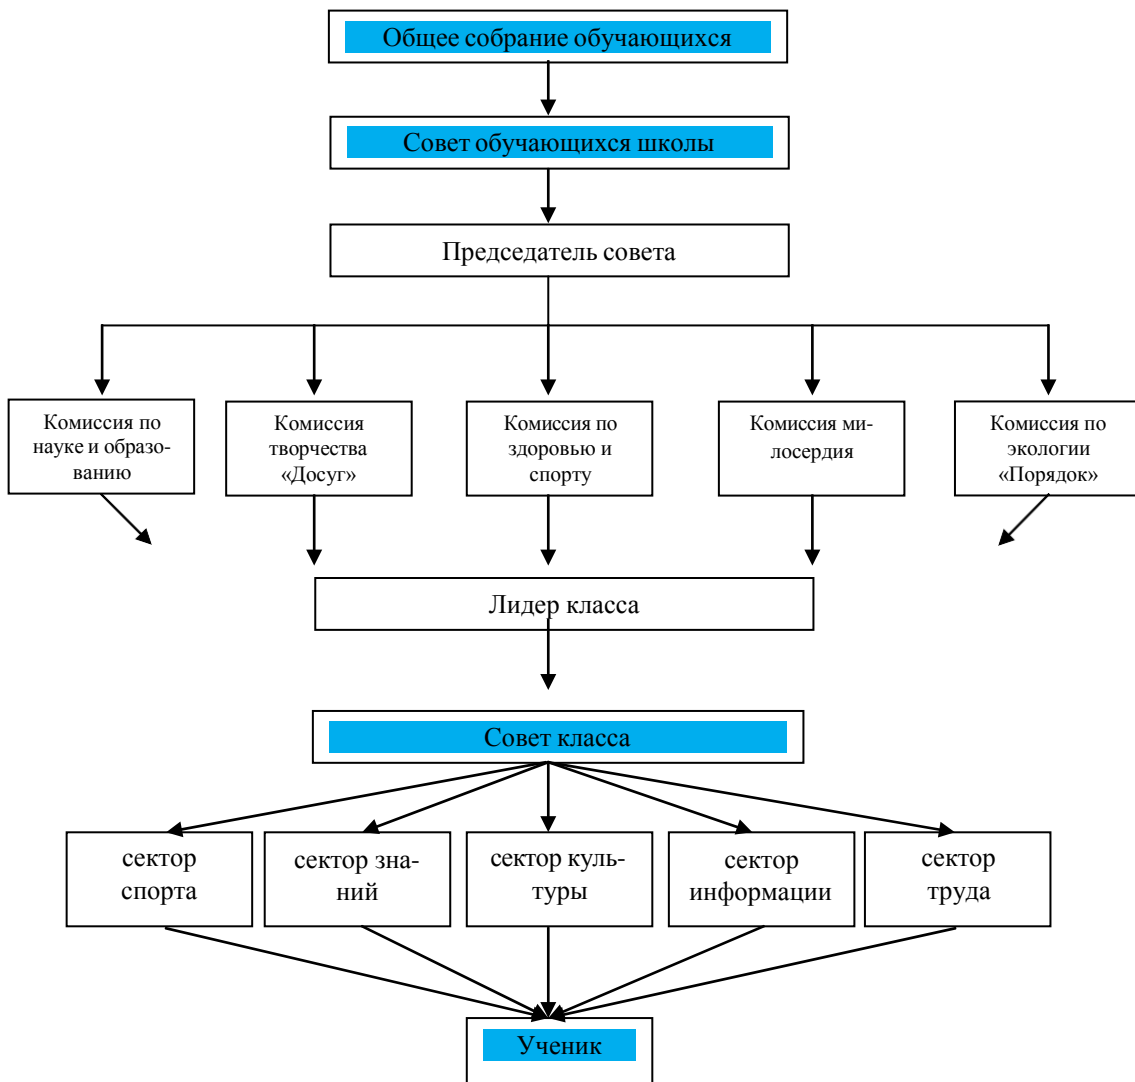 Общее собрание обучающихся
Совет обучающихся школы
Председатель совета
Комиссия по
науке и образо-
ванию
Комиссия
творчества
«Досуг»
Комиссия по
здоровью и
спорту
Комиссия ми-
лосердия
Комиссия по
экологии
«Порядок»
Лидер класса
Совет класса
сектор
спорта
сектор зна-
ний
сектор куль-
туры
сектор
информации
сектор
труда
Ученик